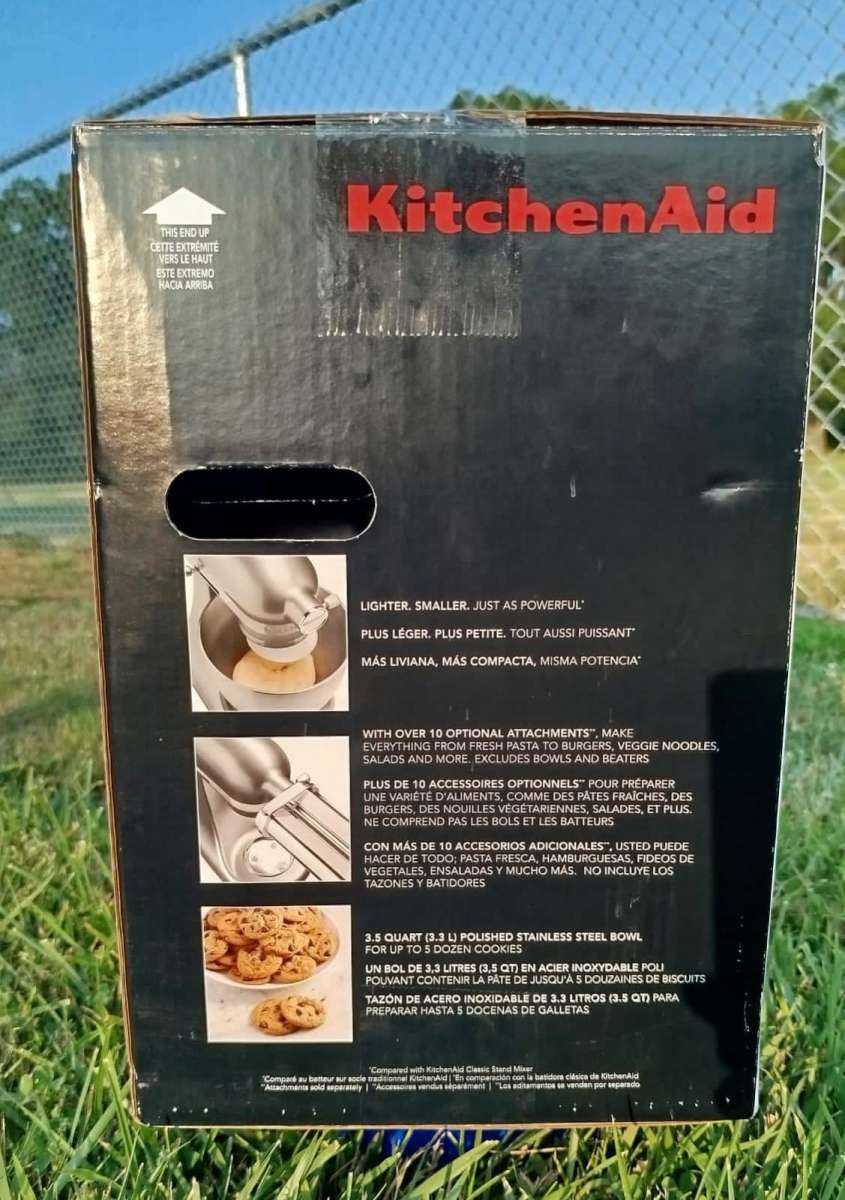 KitchenAid
THIS END UP
CETTE EXTRÉMITÉ
VERS LE HAUT
ESTE EXTREMO
HACIA ARRIBA
LIGHTER. SMALLER. JUST AS POWERFUL*
PLUS LÉGER. PLUS PETITE. TOUT AUSSI PUISSANT*
MÁS LIVIANA, MÁS COMPACTA, MISMA POTENCIA*
WITH OVER 10 OPTIONAL ATTACHMENTS**, MAKE
EVERYTHING FROM FRESH PASTA TO BURGERS, VEGGIE NOODLES,
SALADS AND MORE. EXCLUDES BOWLS AND BEATERS
PLUS DE 10 ACCESSOIRES OPTIONNELS** POUR PRÉPARER
UNE VARIÉTÉ D'ALIMENTS, COMME DES PÂTES FRAÎCHES, DES
BURGERS, DES NOUILLES VÉGÉTARIENNES, SALADES, ET PLUS.
NE COMPREND PAS LES BOLS ET LES BATTEURS
CON MÁS DE 10 ACCESORIOS ADICIONALES**, USTED PUEDE
HACER DE TODO; PASTA FRESCA, HAMBURGUESAS, FIDEOS DE
VEGETALES, ENSALADAS Y MUCHO MÁS. NO INCLUYE LOS
TAZONES Y BATIDORES
3.5 QUART (3.3 L) POLISHED STAINLESS STEEL BOWL
FOR UP TO 5 DOZEN COOKIES
UN BOL DE 3,3 LITRES (3,5 QT) EN ACIER INOXYDABLE POLI
POUVANT CONTENIR LA PÂTE DE JUSQU'À 5 DOUZAINES DE BISCUITS
TAZÓN DE ACERO INOXIDABLE DE 3.3 LITROS (3.5 QT) PARA
PREPARAR HASTA 5 DOCENAS DE GALLETAS
*Compared with KitchenAid Classic Stand Mixer
*Comparé au batteur sur socle traditionnel KitchenAid | *En comparación con la batidora clásica de KitchenAid
**Attachments sold separately | **Accessoires vendus séparément | **Los aditamentos se venden por separado